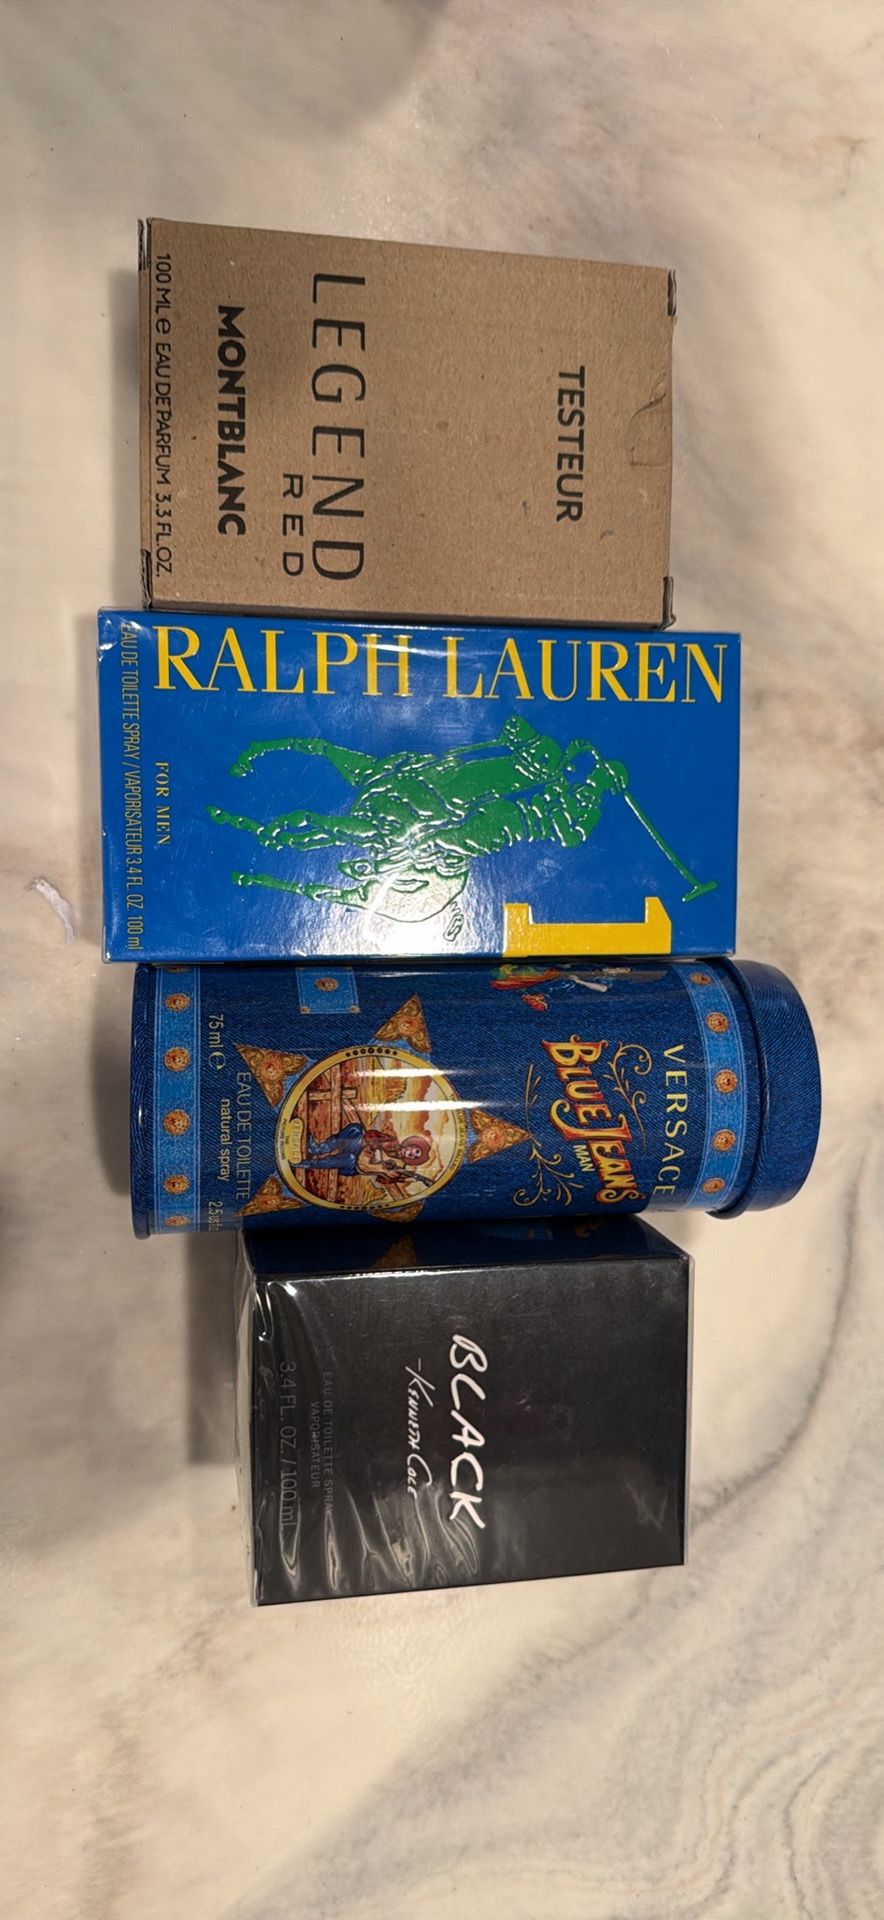 TESTEUR
LEGEND
RED
MONTBLANC
100 ML e EAU DE PARFUM 3.3 FL.OZ.
RALPH LAUREN
1
FOR MEN
EAU DE TOILETTE SPRAY / VAPORISATEUR 3.4 FL. OZ 100 ml
VERSACE
BLUE JEANS
MAN
EAU DE TOILETTE
natural spray
75 ml e
BLACK
-KENNETH COLE
EAU DE TOILETTE SPRAY
VAPORISATEUR
3.4 FL. OZ. / 100 ml